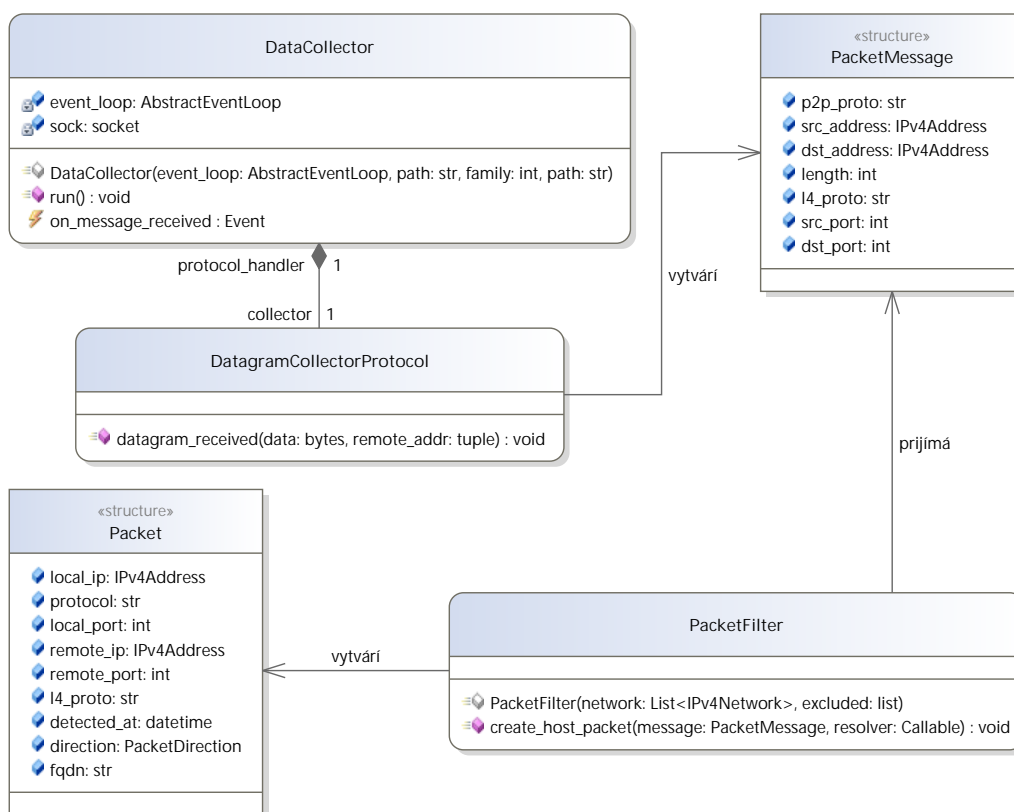 DataCollector
event_loop: AbstractEventLoop
sock: socket
DataCollector(event_loop: AbstractEventLoop, path: str, family: int, path: str)
run() : void
on_message_received : Event
protocol_handler
1
collector
1
DatagramCollectorProtocol
datagram_received(data: bytes, remote_addr: tuple) : void
vytvárí
«structure»
PacketMessage
p2p_proto: str
src_address: IPv4Address
dst_address: IPv4Address
length: int
l4_proto: str
src_port: int
dst_port: int
prijímá
«structure»
Packet
local_ip: IPv4Address
protocol: str
local_port: int
remote_ip: IPv4Address
remote_port: int
l4_proto: str
detected_at: datetime
direction: PacketDirection
fqdn: str
vytvárí
PacketFilter
PacketFilter(network: List<IPv4Network>, excluded: list)
create_host_packet(message: PacketMessage, resolver: Callable) : void